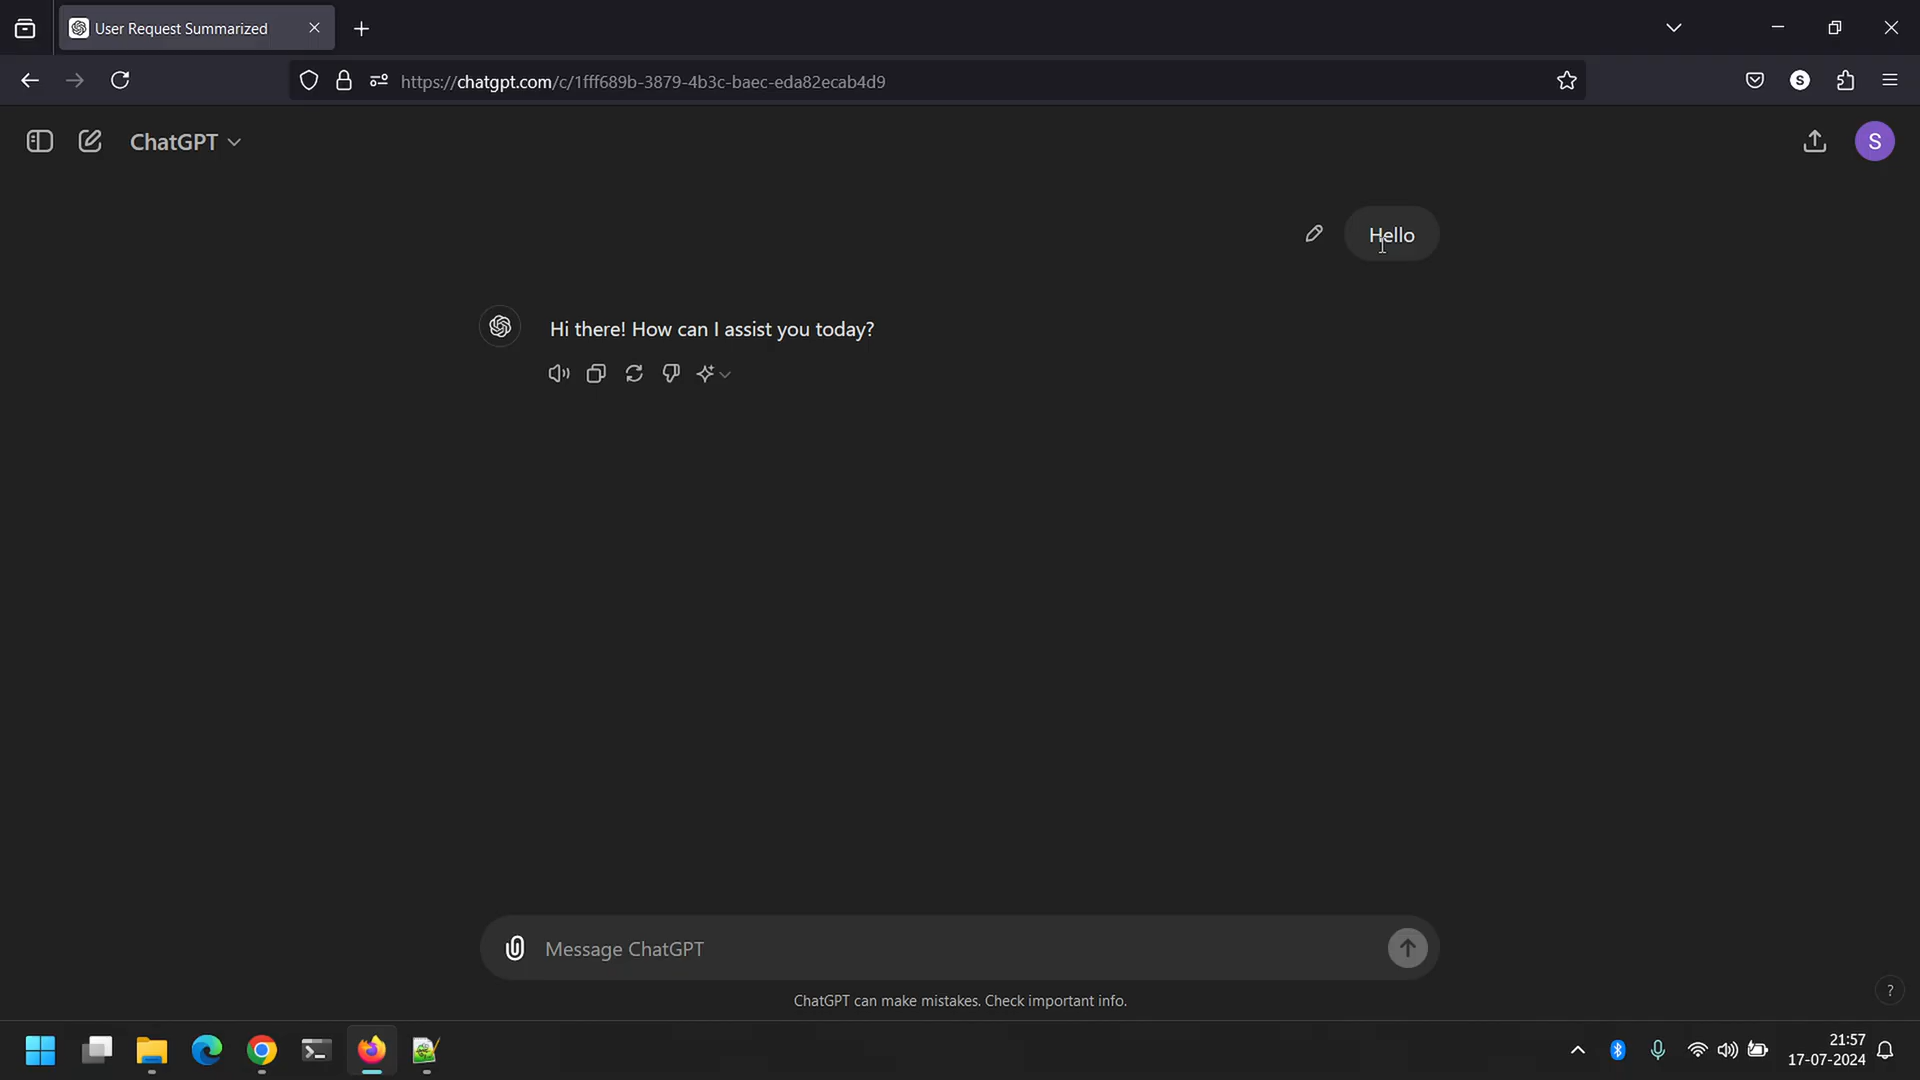 User Request Summarized
https://chatgpt.com/c/1fff689b-3879-4b3c-baec-eda82ecab4d9
S
ChatGPT
S
Hello
Hi there! How can I assist you today?
Message ChatGPT
ChatGPT can make mistakes. Check important info.
?
21:57
17-07-2024